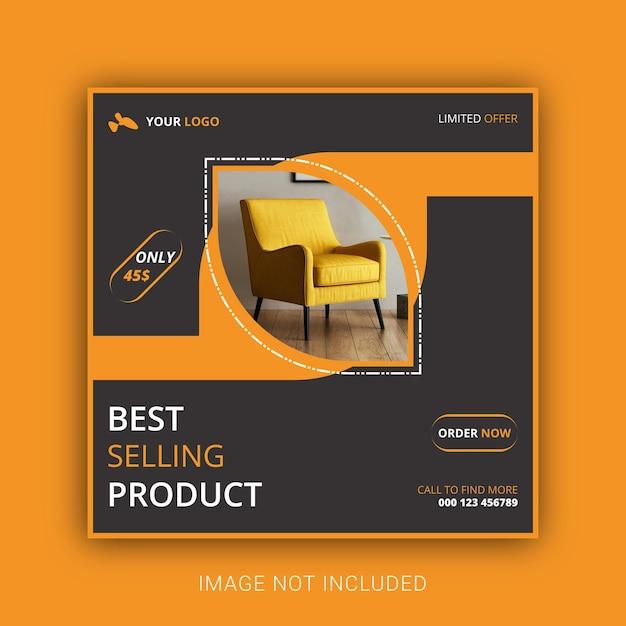 YOUR LOGO
LIMITED OFFER
ONLY
45$
BEST
SELLING
PRODUCT
ORDER NOW
CALL TO FIND MORE
000 123 456789
IMAGE NOT INCLUDED